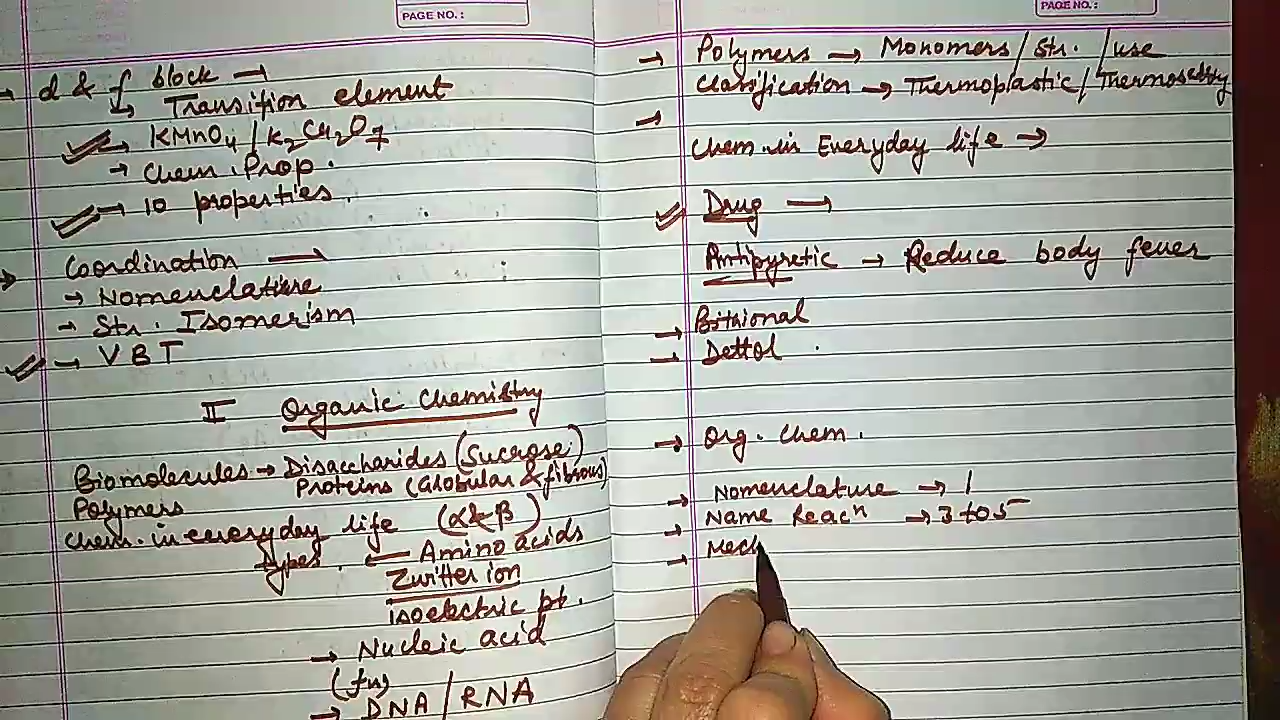 PAGE NO.:
→ d & f block →
↳ Transition element
→ KMnO4 / K2Cr2O7
→ Chem. Prop.
→ 10 properties.
→ Coordination →
→ Nomenclature
→ Str. Isomerism
→ VBT
II Organic Chemistry
Biomolecules → Disaccharides (Sucrose)
Proteins (Globular & fibrous)
Polymers
Chem. in everyday life (α & β)
types. ← Amino acids
Zwitter ion
isoelectric pt.
→ Nucleic acid
(fn)
→ DNA / RNA
PAGE NO.:
→ Polymers → Monomers / Str. / use
Classification → Thermoplastic / Thermosetting
→
Chem. in Everyday life →
Drug →
Antipyretic → Reduce body fever
→ Bithional
→ Dettol .
→ Org. Chem.
→ Nomenclature → 1
→ Name Reacn → 3 to 5
→ Mech